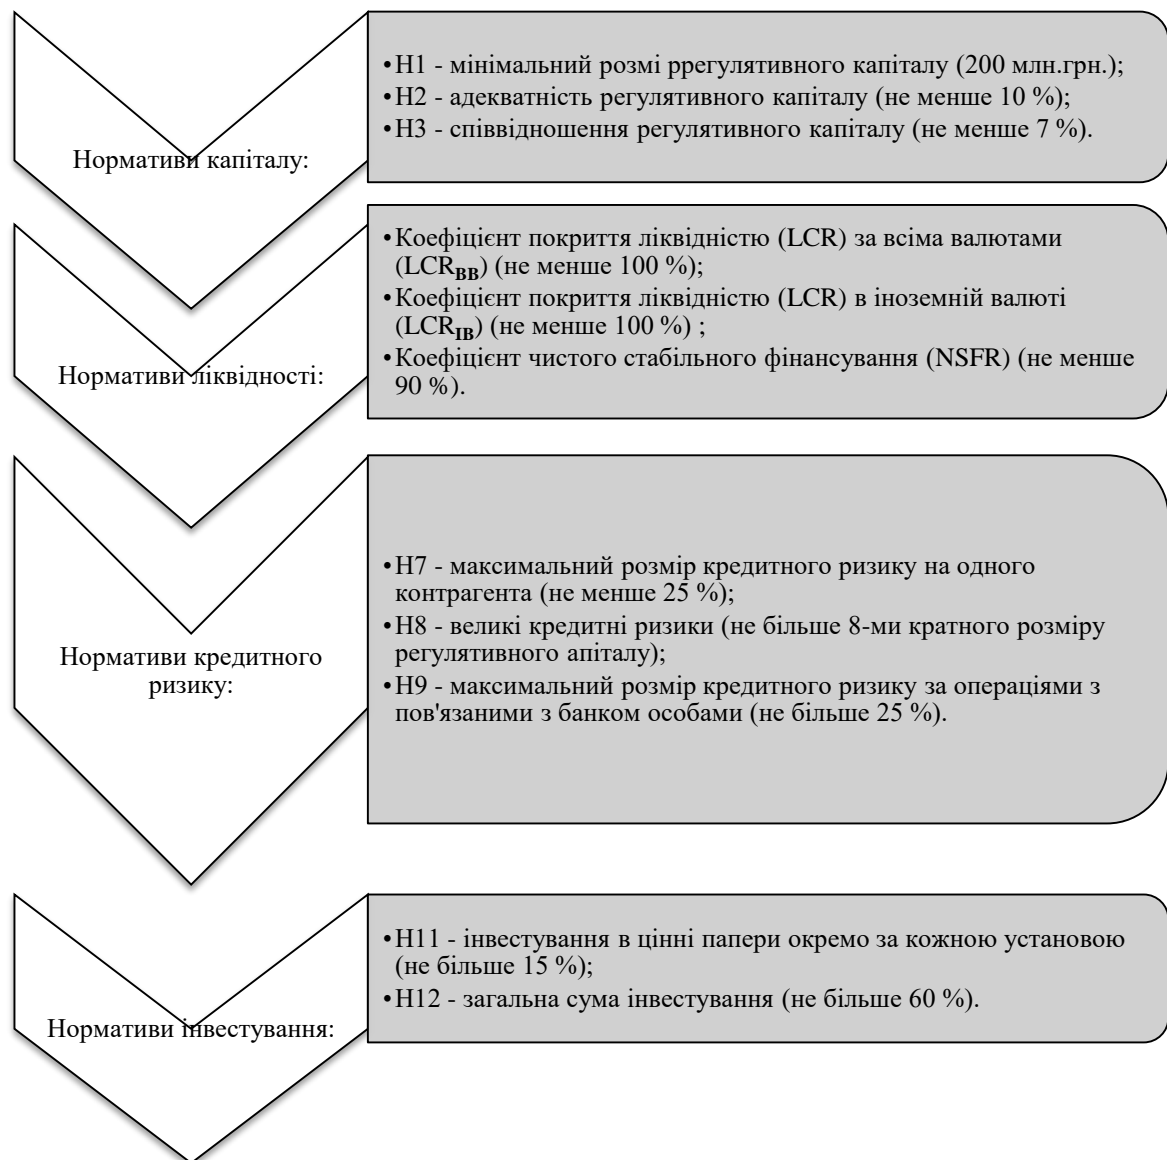 Нормативи капіталу:
•Н1 - мінімальний розмі ррегулятивного капіталу (200 млн.грн.);
•Н2 - адекватність регулятивного капіталу (не менше 10 %);
•Н3 - співвідношення регулятивного капіталу (не менше 7 %).
Нормативи ліквідності:
•Коефіцієнт покриття ліквідністю (LCR) за всіма валютами
(LCRВВ) (не менше 100 %);
•Коефіцієнт покриття ліквідністю (LCR) в іноземній валюті
(LCRІВ) (не менше 100 %) ;
•Коефіцієнт чистого стабільного фінансування (NSFR) (не менше
90 %).
Нормативи кредитного
ризику:
•Н7 - максимальний розмір кредитного ризику на одного
контрагента (не менше 25 %);
•Н8 - великі кредитні ризики (не більше 8-ми кратного розміру
регулятивного апіталу);
•Н9 - максимальний розмір кредитного ризику за операціями з
пов'язаними з банком особами (не більше 25 %).
Нормативи інвестування:
•Н11 - інвестування в цінні папери окремо за кожною установою
(не більше 15 %);
•Н12 - загальна сума інвестування (не більше 60 %).